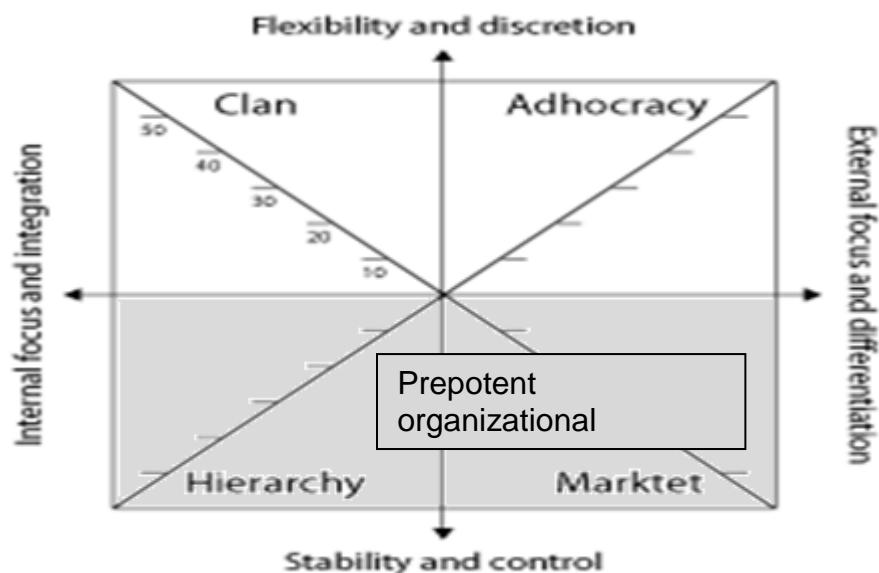 Flexibility and discretion
Clan
Adhocracy
50
40
30
20
10
Internal focus and integration
External focus and differentiation
Prepotent
organizational
Hierarchy
Marktet
Stability and control